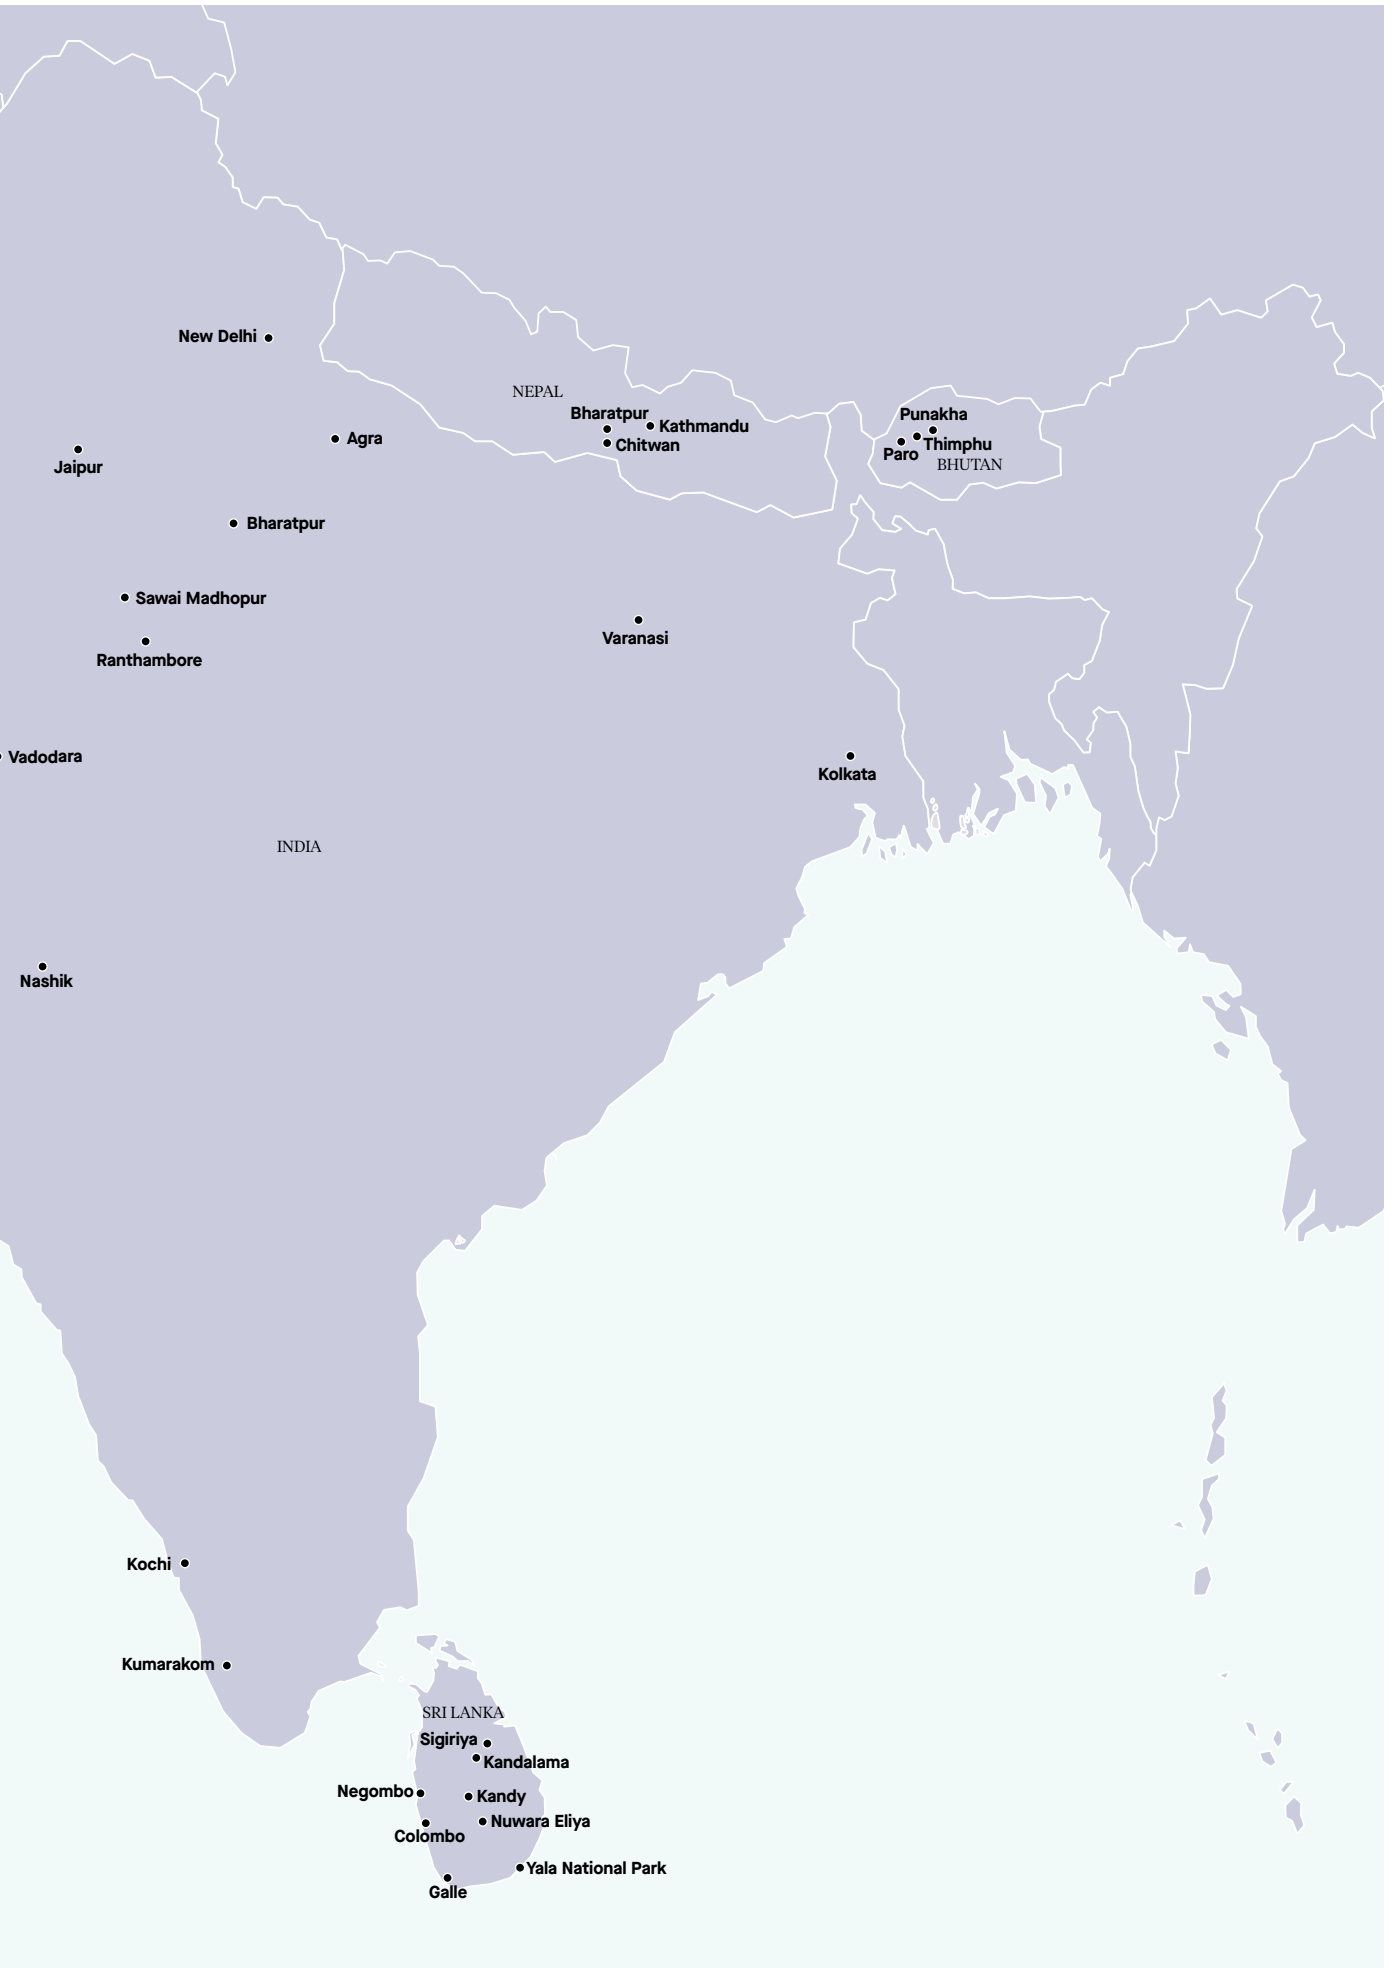 New Delhi
NEPAL
Bharatpur
Kathmandu
Punakha
Agra
Chitwan
Thimphu
Paro
BHUTAN
Jaipur
Bharatpur
Sawai Madhopur
Varanasi
Ranthambore
Vadodara
Kolkata
INDIA
Nashik
Kochi
Kumarakom
SRI LANKA
Sigiriya
Kandalama
Negombo
Kandy
Nuwara Eliya
Colombo
Yala National Park
Galle